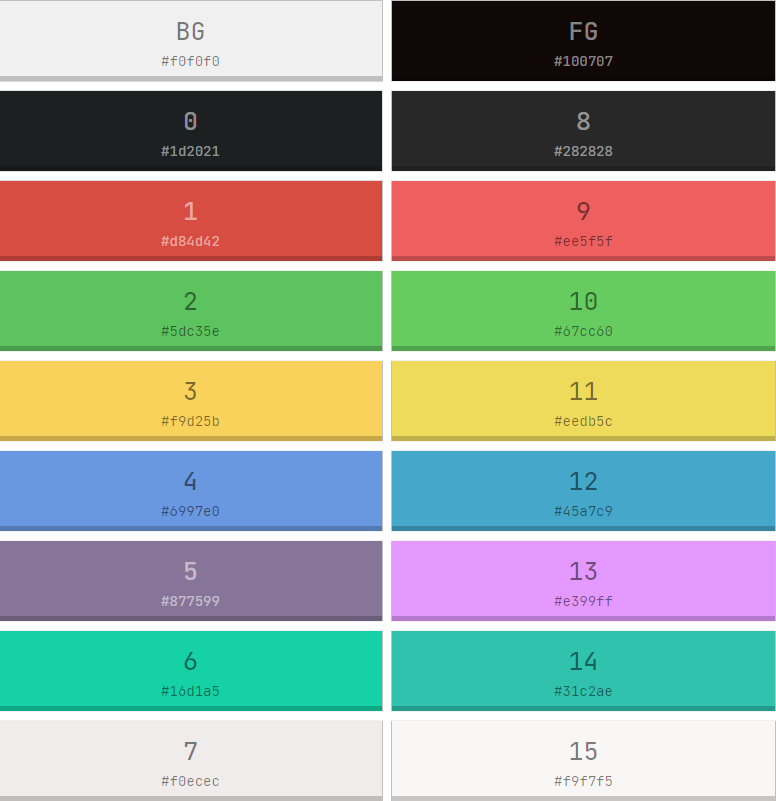 BG
#f0f0f0
FG
#100707
0
#1d2021
8
#282828
1
#d84d42
9
#ee5f5f
2
#5dc35e
10
#67cc60
3
#f9d25b
11
#eedb5c
4
#6997e0
12
#45a7c9
5
#877599
13
#e399ff
6
#16d1a5
14
#31c2ae
7
#f0ecec
15
#f9f7f5